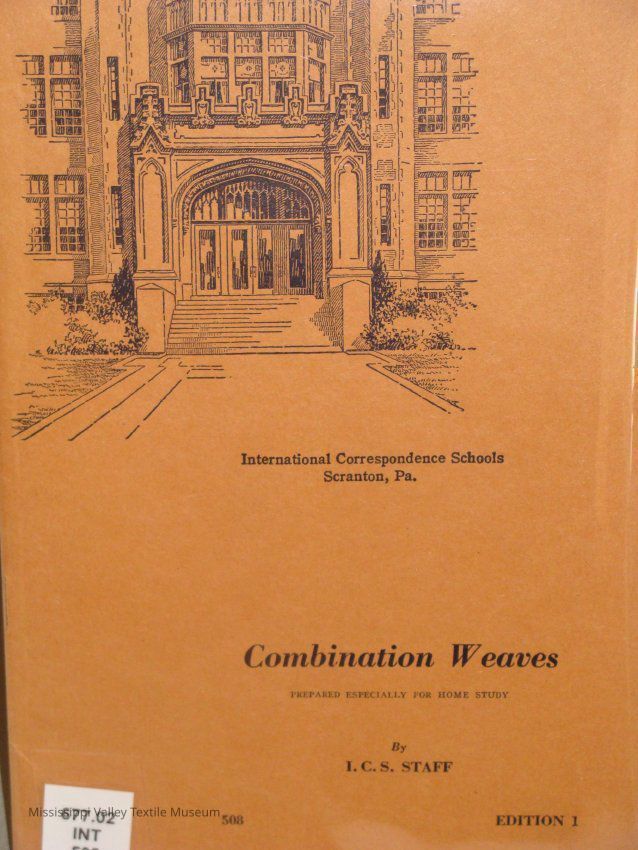 International Correspondence Schools
Scranton, Pa.
Combination Weaves
PREPARED ESPECIALLY FOR HOME STUDY
By
I. C. S. STAFF
508
EDITION 1
Mississippi Valley Textile Museum
677.02
INT